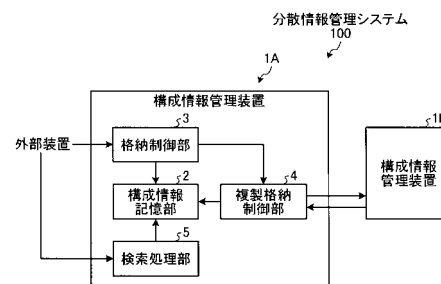 分散情報管理システム
100
1A
構成情報管理装置
3
格納制御部
外部装置
2
構成情報
記憶部
4
複製格納
制御部
5
検索処理部
構成情報
管理装置